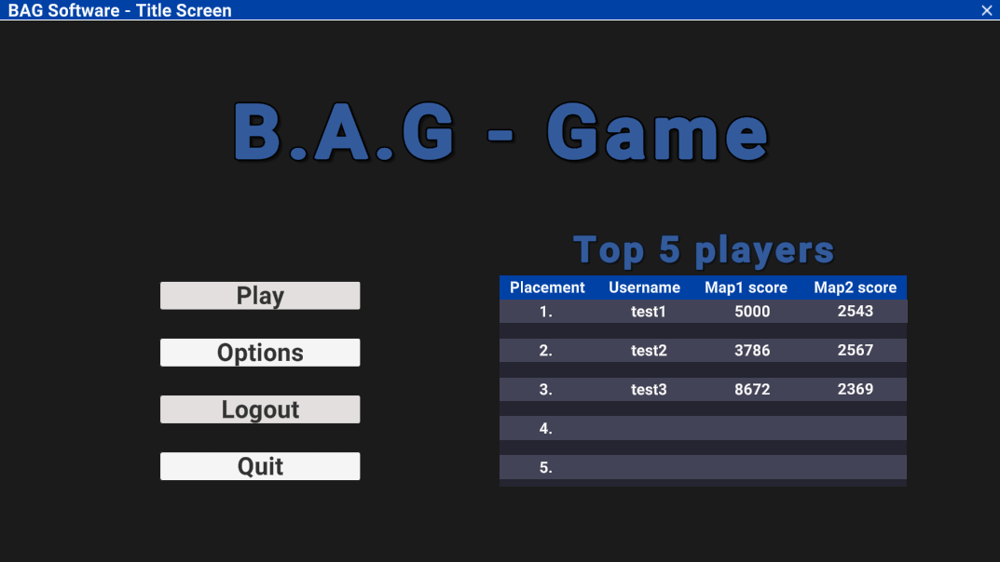 BAG Software - Title Screen
B.A.G - Game
Top 5 players
Play
Options
Logout
Quit
Placement Username Map1 score Map2 score
1. test1 5000 2543
2. test2 3786 2567
3. test3 8672 2369
4.
5.